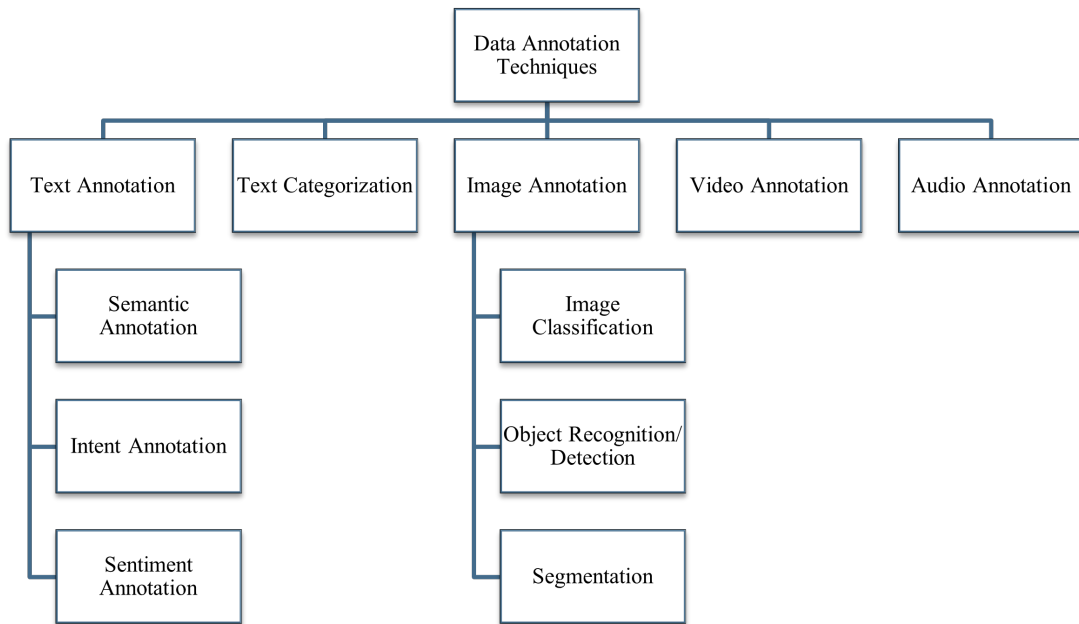 Data Annotation
Techniques
Text Annotation
Text Categorization
Image Annotation
Video Annotation
Audio Annotation
Semantic
Annotation
Image
Classification
Intent Annotation
Object Recognition/
Detection
Sentiment
Annotation
Segmentation